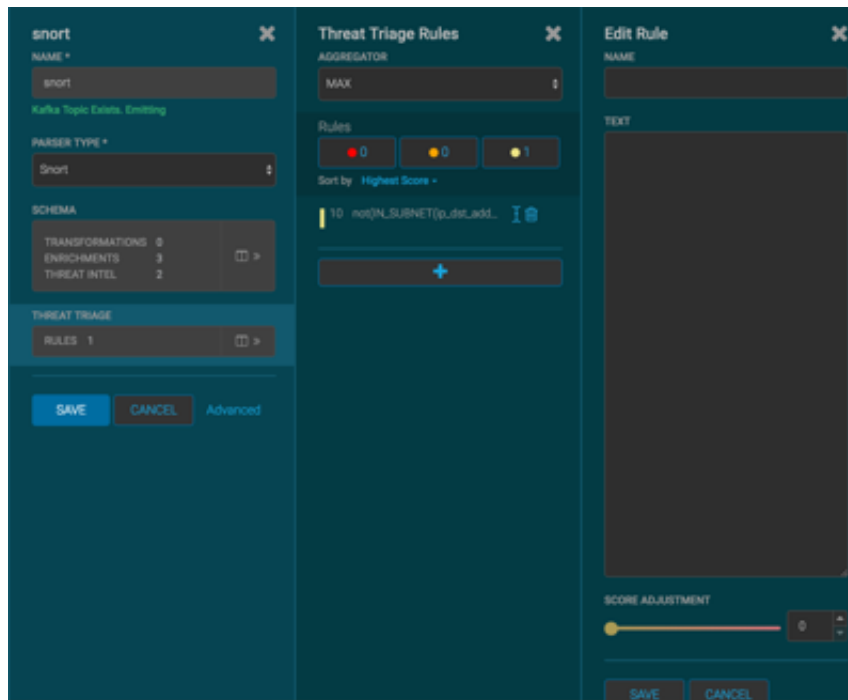 snort
NAME *
snort
Kafka Topic Exists. Emitting
PARSER TYPE *
Snort
SCHEMA
TRANSFORMATIONS 0
ENRICHMENTS 3
THREAT INTEL 2
THREAT TRIAGE
RULES 1
SAVE CANCEL Advanced
Threat Triage Rules
AGGREGATOR
MAX
Rules
0 0 1
Sort by Highest Score
10 not(IN_SUBNET(ip_dst_add...
Edit Rule
NAME
TEXT
SCORE ADJUSTMENT
0
SAVE CANCEL